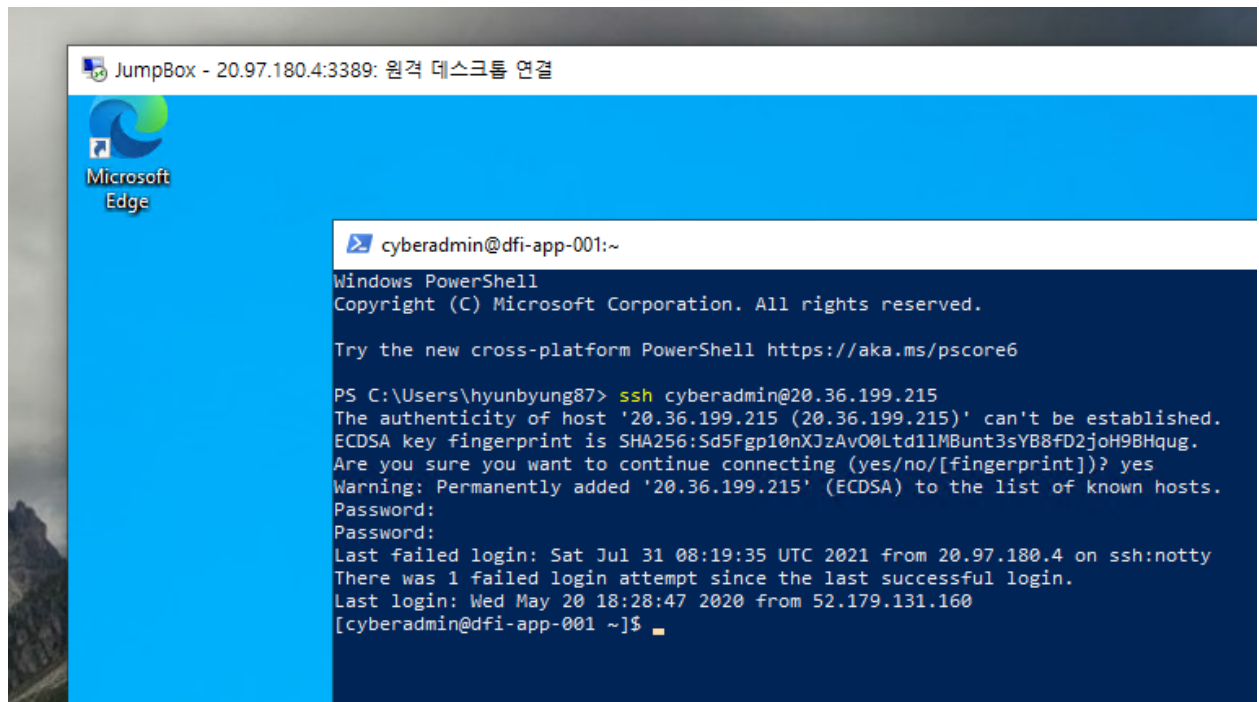 JumpBox - 20.97.180.4:3389: 원격 데스크톱 연결
Microsoft
Edge
cyberadmin@dfi-app-001:~
Windows PowerShell
Copyright (C) Microsoft Corporation. All rights reserved.
Try the new cross-platform PowerShell https://aka.ms/pscore6
PS C:\Users\hyunbyung87> ssh cyberadmin@20.36.199.215
The authenticity of host '20.36.199.215 (20.36.199.215)' can't be established.
ECDSA key fingerprint is SHA256:Sd5Fgp10nXJzAvO0Ltd1lMBunt3sYB8fD2joH9BHqug.
Are you sure you want to continue connecting (yes/no/[fingerprint])? yes
Warning: Permanently added '20.36.199.215' (ECDSA) to the list of known hosts.
Password:
Password:
Last failed login: Sat Jul 31 08:19:35 UTC 2021 from 20.97.180.4 on ssh:notty
There was 1 failed login attempt since the last successful login.
Last login: Wed May 20 18:28:47 2020 from 52.179.131.160
[cyberadmin@dfi-app-001 ~]$